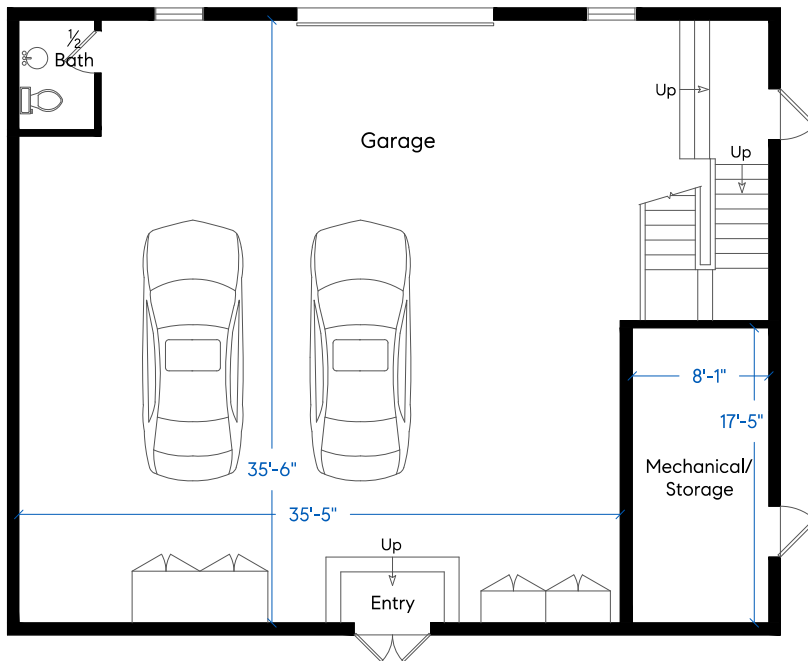 ½
Bath
Garage
Up
Up
8'-1"
17'-5"
35'-6"
Mechanical/
Storage
35'-5"
Up
Entry